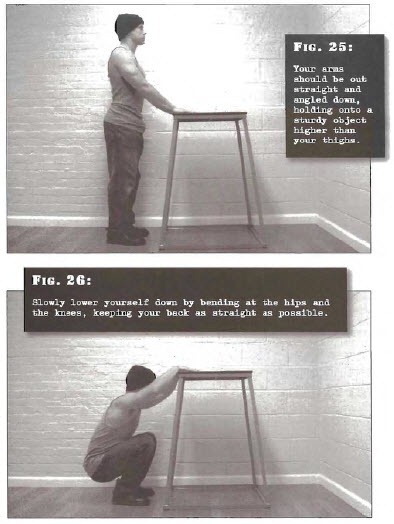 FIG. 25:
Your arms
should be out
straight and
angled down,
holding onto a
sturdy object
higher than
your thighs.
FIG. 26:
Slowly lower yourself down by bending at the hips and
the knees, keeping your back as straight as possible.